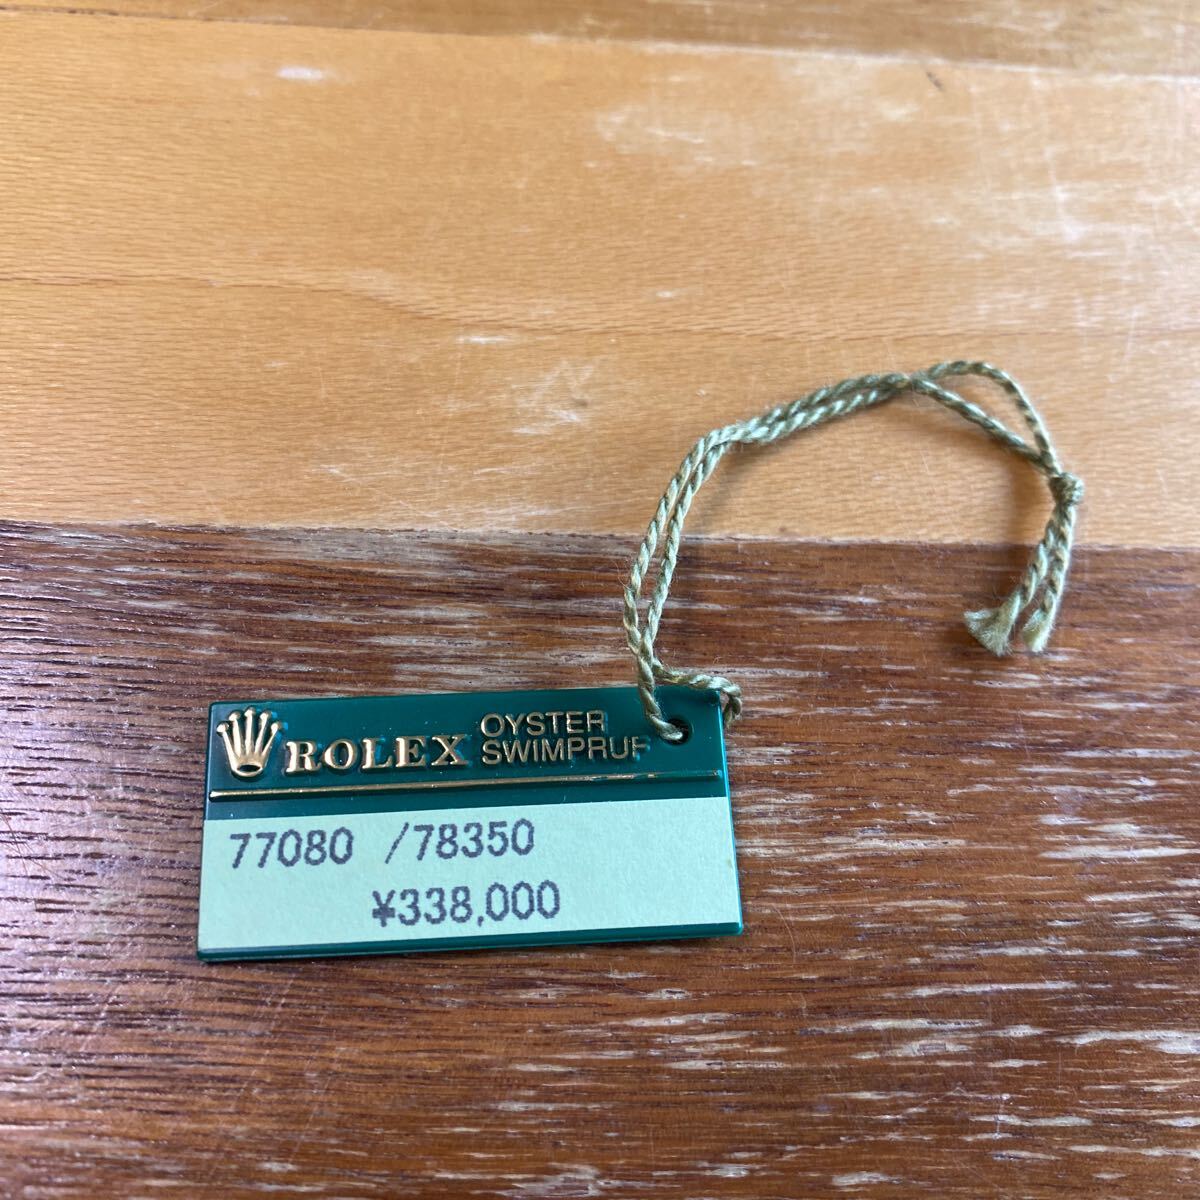 ROLEX OYSTER SWIMPRUF
77080 /78350
¥338,000